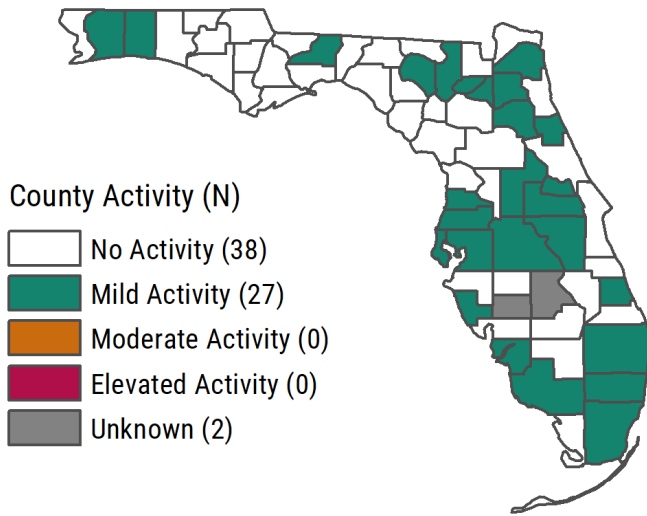 County Activity (N)
No Activity (38)
Mild Activity (27)
Moderate Activity (0)
Elevated Activity (0)
Unknown (2)